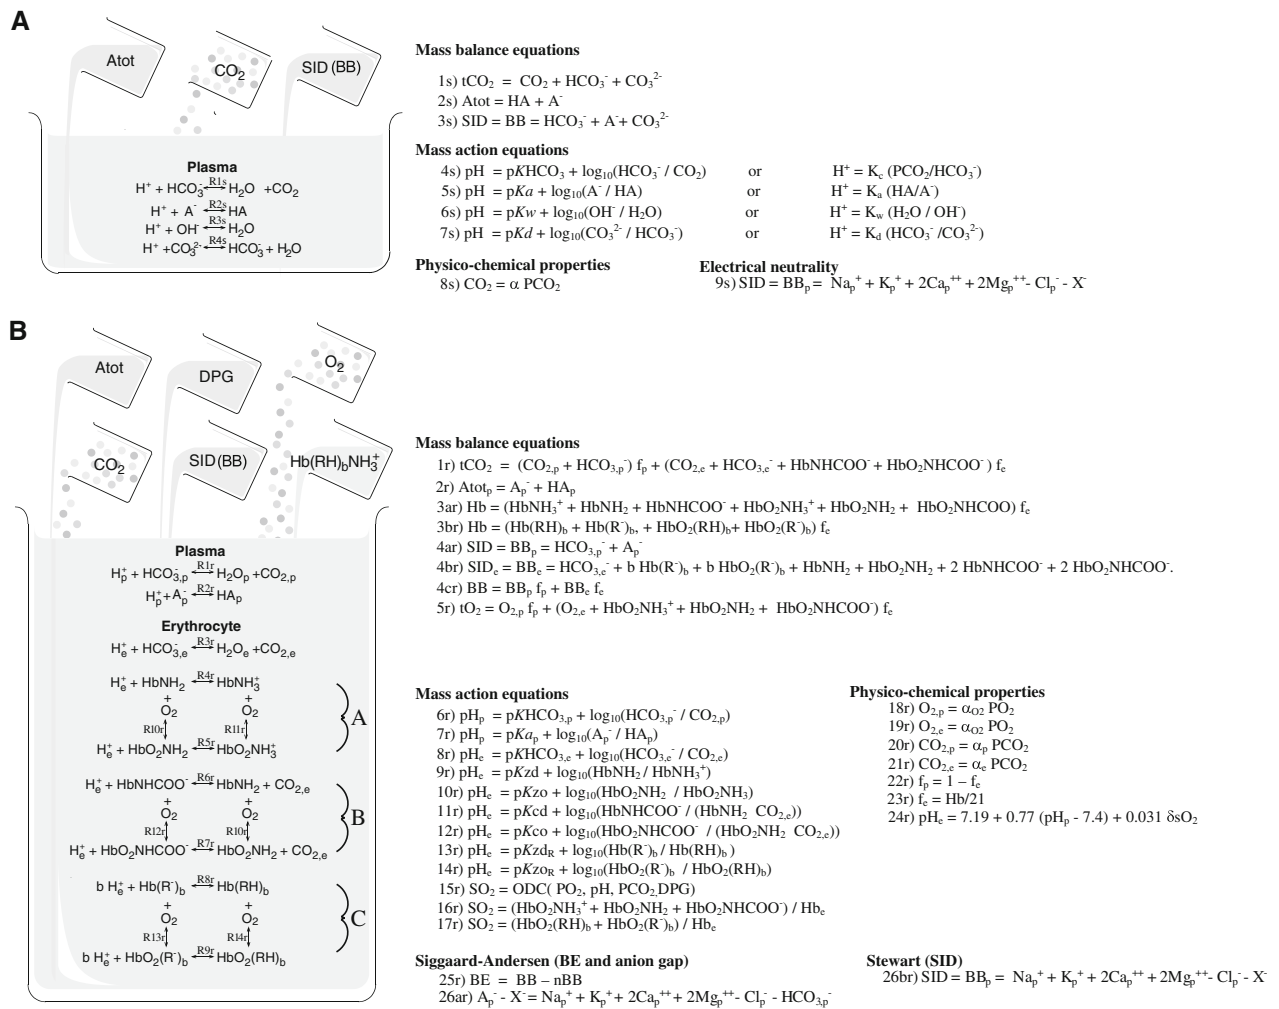 A
Atot
CO2
SID (BB)
Plasma
H+ + HCO3- ↔ H2O + CO2
R1s
H+ + A- ↔ HA
R2s
H+ + OH- ↔ H2O
R3s
H+ +CO3 2- ↔ HCO3- + H2O
R4s
Mass balance equations
1s) tCO2 = CO2 + HCO3- + CO3 2-
2s) Atot = HA + A-
3s) SID = BB = HCO3- + A-+ CO3 2-
Mass action equations
4s) pH = pKHCO3 + log10(HCO3- / CO2) or H+ = Kc (PCO2/HCO3-)
5s) pH = pKa + log10(A- / HA) or H+ = Ka (HA/A-)
6s) pH = pKw + log10(OH- / H2O) or H+ = Kw (H2O / OH-)
7s) pH = pKd + log10(CO3 2- / HCO3-) or H+ = Kd (HCO3- /CO3 2-)
Physico-chemical properties
8s) CO2 = α PCO2
Electrical neutrality
9s) SID = BBp = Nap+ + Kp+ + 2Cap++ + 2Mgp++- Clp- - X-
B
Atot
DPG
O2
CO2
SID (BB)
Hb(RH)bNH3+
Plasma
Hp+ + HCO3,p- ↔ H2Op +CO2,p
R1r
Hp+ +Ap- ↔ HAp
R2r
Erythrocyte
He+ + HCO3,e- ↔ H2Oe +CO2,e
R3r
He+ + HbNH2 ↔ HbNH3+
R4r
+ +
O2 O2
R10r R11r
He+ + HbO2NH2 ↔ HbO2NH3+
R5r
A
He+ + HbNHCOO- ↔ HbNH2 + CO2,e
R6r
+ +
O2 O2
R12r R10r
He+ + HbO2NHCOO- ↔ HbO2NH2 + CO2,e
R7r
B
b He+ + Hb(R-)b ↔ Hb(RH)b
R8r
+ +
O2 O2
R13r R14r
b He+ + HbO2(R-)b ↔ HbO2(RH)b
R9r
C
Mass balance equations
1r) tCO2 = (CO2,p + HCO3,p-) fp + (CO2,e + HCO3,e- + HbNHCOO- + HbO2NHCOO- ) fe
2r) Atotp = Ap- + HAp
3ar) Hb = (HbNH3+ + HbNH2 + HbNHCOO- + HbO2NH3+ + HbO2NH2 + HbO2NHCOO) fe
3br) Hb = (Hb(RH)b + Hb(R-)b, + HbO2(RH)b+ HbO2(R-)b) fe
4ar) SID = BBp = HCO3,p- + Ap-
4br) SIDe = BBe = HCO3,e- + b Hb(R-)b + b HbO2(R-)b + HbNH2 + HbO2NH2 + 2 HbNHCOO- + 2 HbO2NHCOO-.
4cr) BB = BBp fp + BBe fe
5r) tO2 = O2,p fp + (O2,e + HbO2NH3+ + HbO2NH2 + HbO2NHCOO-) fe
Mass action equations
6r) pHp = pKHCO3,p + log10(HCO3,p- / CO2,p)
7r) pHp = pKap + log10(Ap- / HAp)
8r) pHe = pKHCO3,e + log10(HCO3,e- / CO2,e)
9r) pHe = pKzd + log10(HbNH2 / HbNH3+)
10r) pHe = pKzo + log10(HbO2NH2 / HbO2NH3)
11r) pHe = pKcd + log10(HbNHCOO- / (HbNH2 CO2,e))
12r) pHe = pKco + log10(HbO2NHCOO- / (HbO2NH2 CO2,e))
13r) pHe = pKzdR + log10(Hb(R-)b / Hb(RH)b )
14r) pHe = pKzoR + log10(HbO2(R-)b / HbO2(RH)b)
15r) SO2 = ODC( PO2, pH, PCO2,DPG)
16r) SO2 = (HbO2NH3+ + HbO2NH2 + HbO2NHCOO-) / Hbe
17r) SO2 = (HbO2(RH)b + HbO2(R-)b) / Hbe
Physico-chemical properties
18r) O2,p = αO2 PO2
19r) O2,e = αO2 PO2
20r) CO2,p = αp PCO2
21r) CO2,e = αe PCO2
22r) fp = 1 – fe
23r) fe = Hb/21
24r) pHe = 7.19 + 0.77 (pHp - 7.4) + 0.031 δsO2
Siggaard-Andersen (BE and anion gap)
25r) BE = BB – nBB
26ar) Ap- - X- = Nap+ + Kp+ + 2Cap++ + 2Mgp++- Clp- - HCO3,p-
Stewart (SID)
26br) SID = BBp = Nap+ + Kp+ + 2Cap++ + 2Mgp++- Clp- - X-